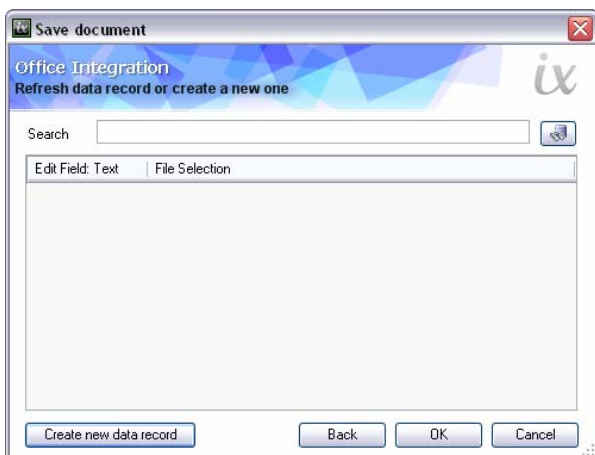 ix Save document
Office Integration
Refresh data record or create a new one
ix
Search
Edit Field: Text File Selection
Create new data record Back OK Cancel